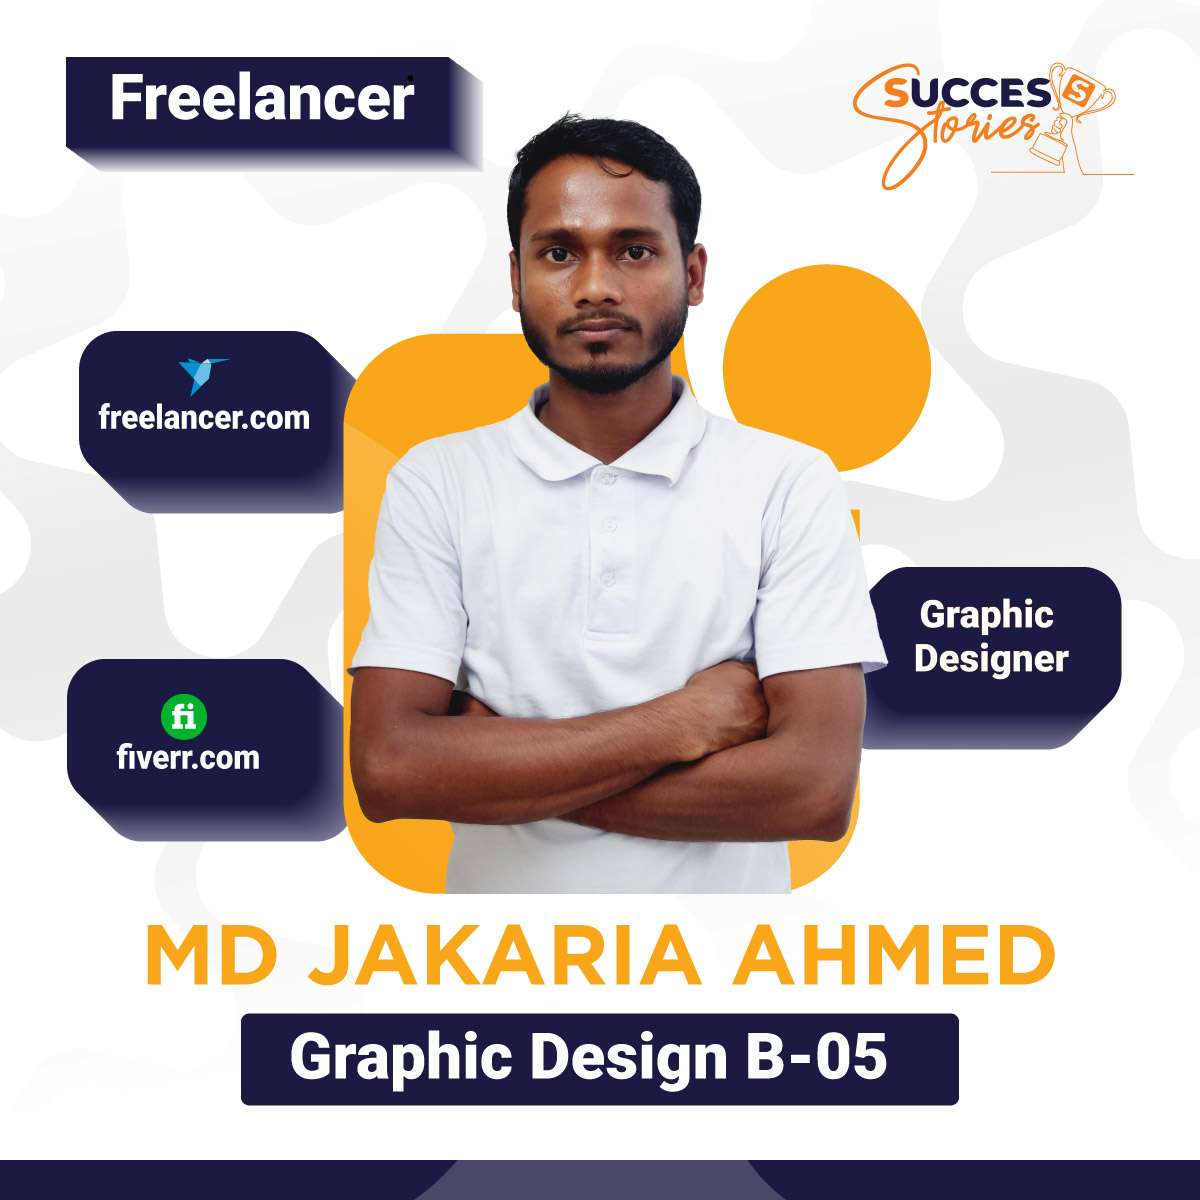 Freelancer
SUCCESS
Stories
freelancer.com
Graphic
Designer
fi
fiverr.com
MD JAKARIA AHMED
Graphic Design B-05